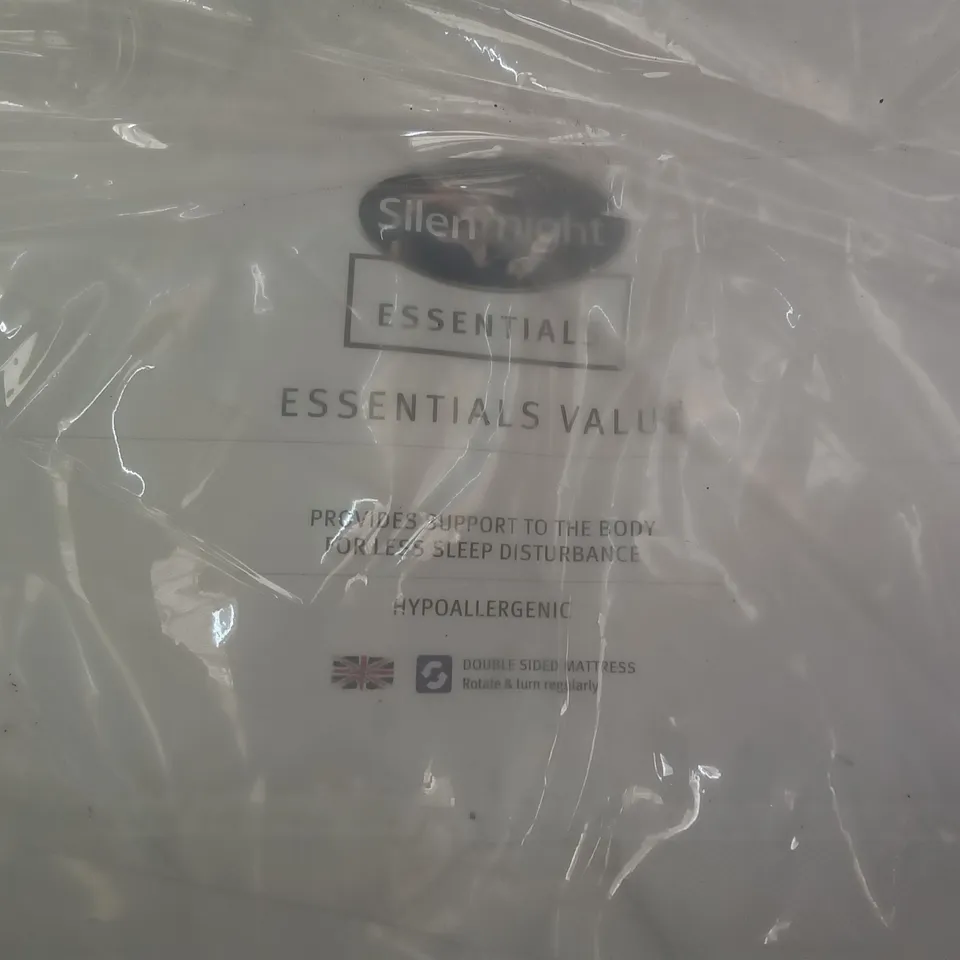 Silentnight
ESSENTIALS
ESSENTIALS VALUE
PROVIDES SUPPORT TO THE BODY
FOR LESS SLEEP DISTURBANCE
HYPOALLERGENIC
DOUBLE SIDED MATTRESS
Rotate & turn regularly